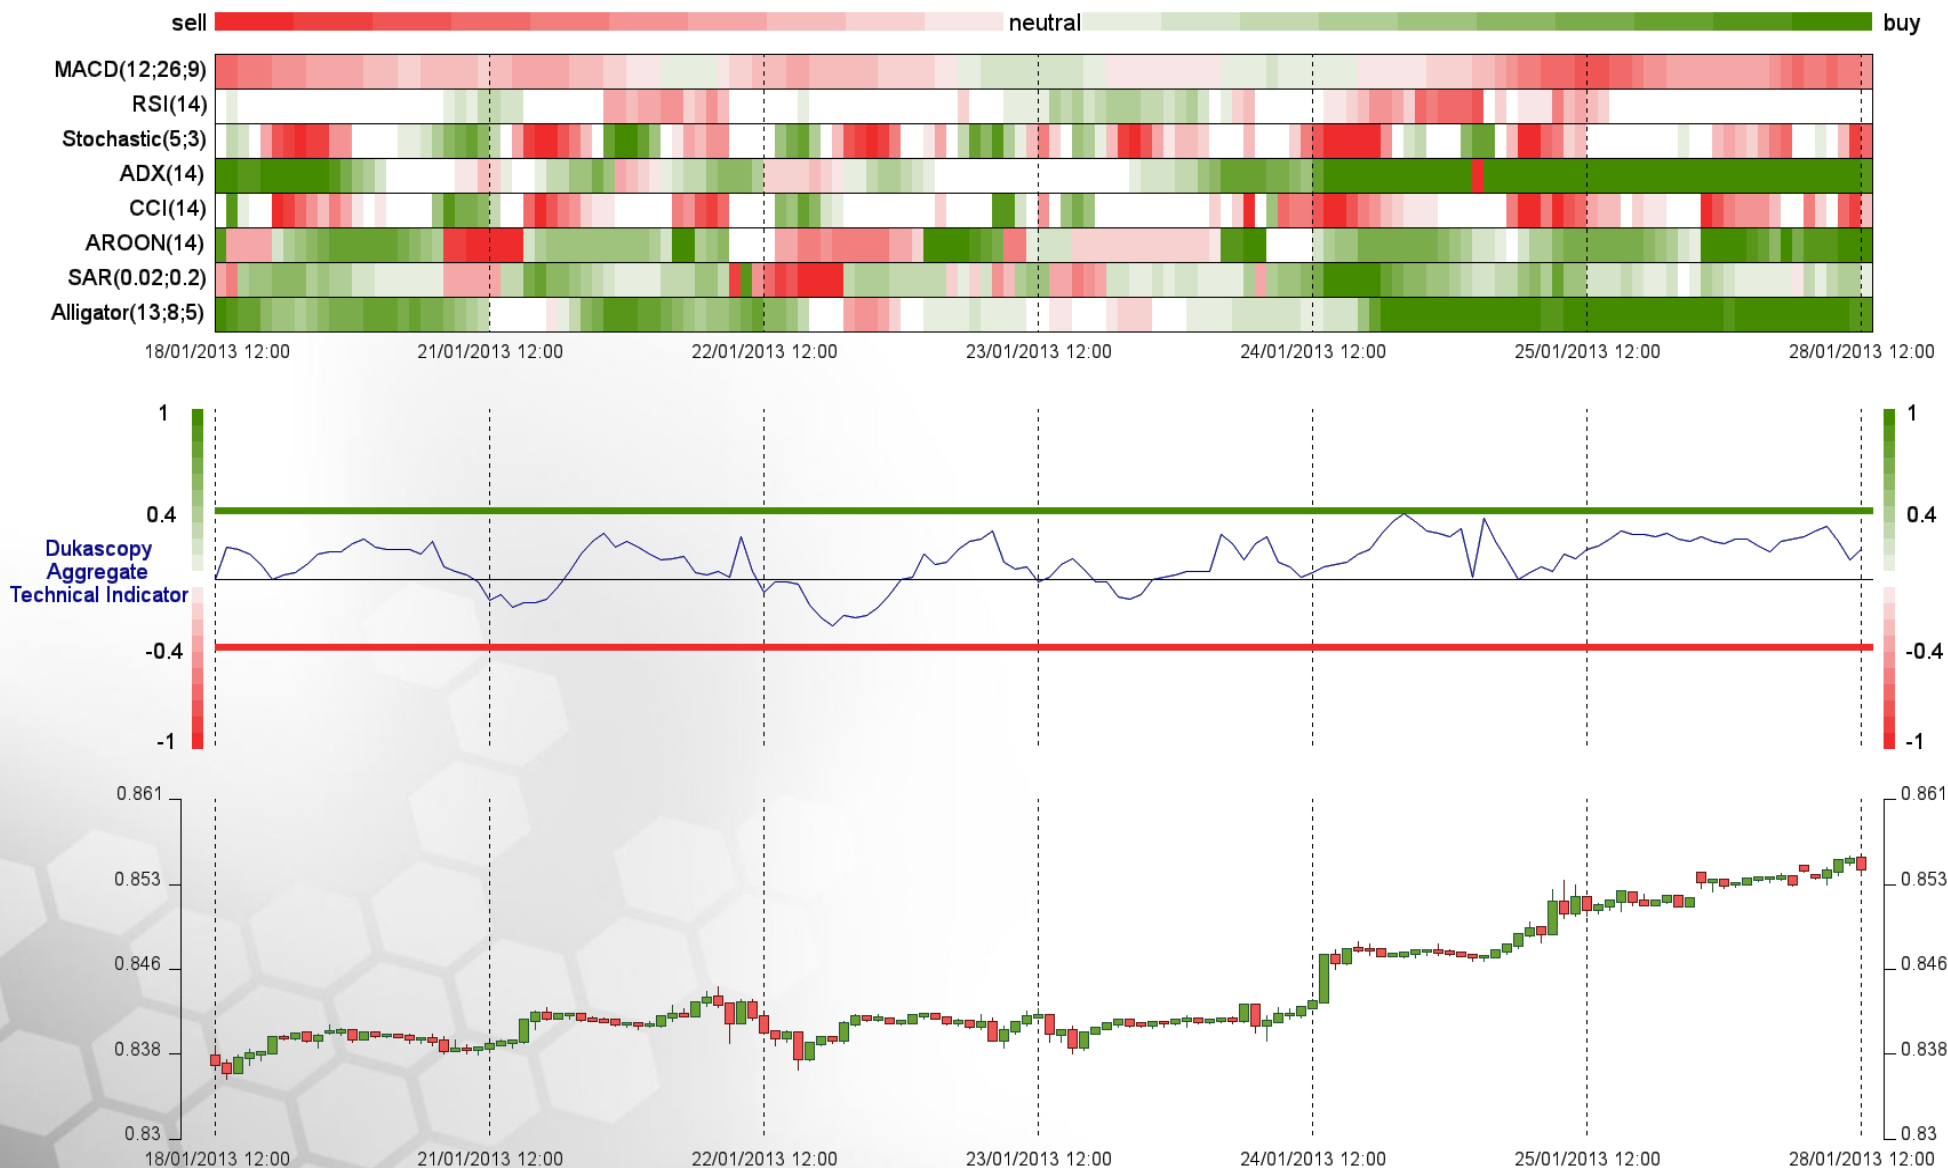 sell neutral buy
MACD(12;26;9)
RSI(14)
Stochastic(5;3)
ADX(14)
CCI(14)
AROON(14)
SAR(0.02;0.2)
Alligator(13;8;5)
18/01/2013 12:00 21/01/2013 12:00 22/01/2013 12:00 23/01/2013 12:00 24/01/2013 12:00 25/01/2013 12:00 28/01/2013 12:00
1 1
0.4 0.4
Dukascopy
Aggregate
Technical Indicator
-0.4 -0.4
-1 -1
0.861 0.861
0.853 0.853
0.846 0.846
0.838 0.838
0.83 0.83
18/01/2013 12:00 21/01/2013 12:00 22/01/2013 12:00 23/01/2013 12:00 24/01/2013 12:00 25/01/2013 12:00 28/01/2013 12:00